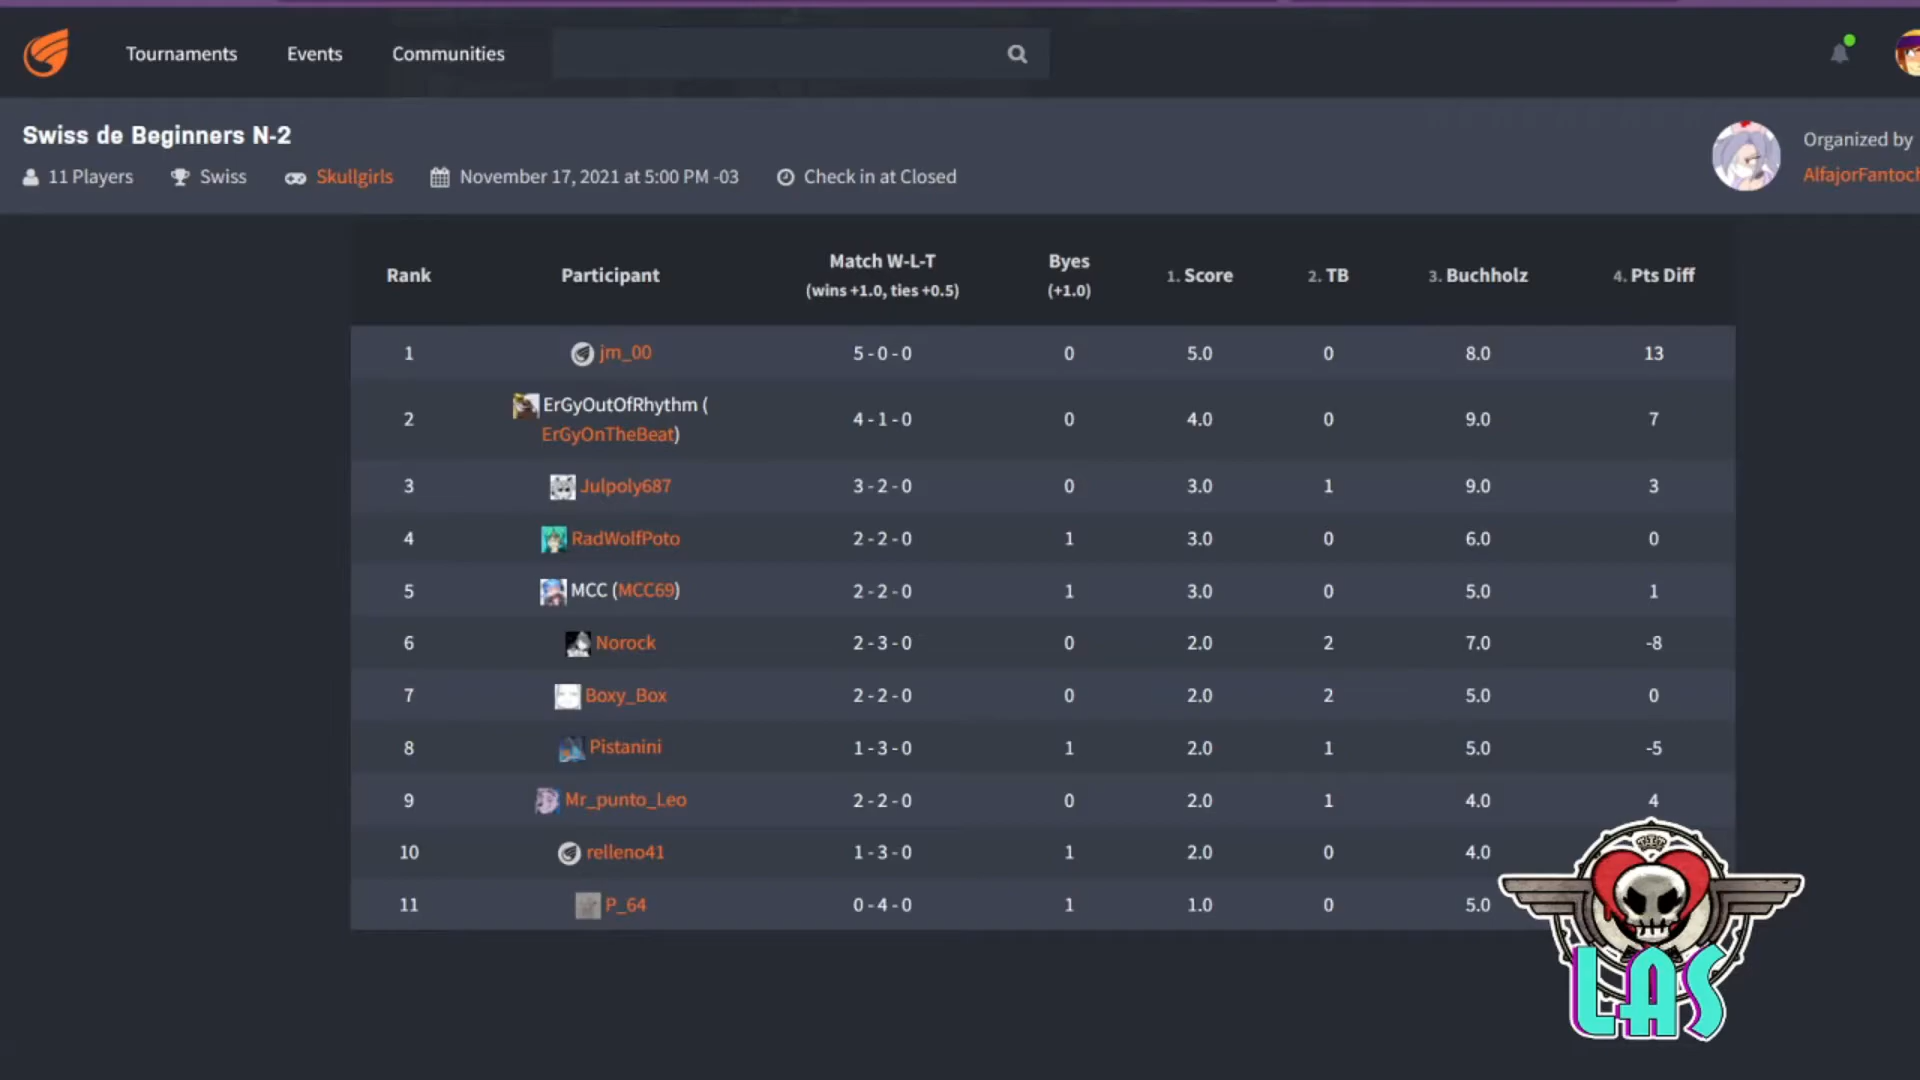 Tournaments Events Communities
Swiss de Beginners N-2
11 Players Swiss Skullgirls November 17, 2021 at 5:00 PM -03 Check in at Closed
Organized by
AlfajorFantoch
Rank Participant Match W-L-T (wins +1.0, ties +0.5) Byes (+1.0) 1. Score 2. TB 3. Buchholz 4. Pts Diff
1 jm_00 5 - 0 - 0 0 5.0 0 8.0 13
2 ErGyOutOfRhythm ( ErGyOnTheBeat) 4 - 1 - 0 0 4.0 0 9.0 7
3 Julpoly687 3 - 2 - 0 0 3.0 1 9.0 3
4 RadWolfPoto 2 - 2 - 0 1 3.0 0 6.0 0
5 MCC (MCC69) 2 - 2 - 0 1 3.0 0 5.0 1
6 Norock 2 - 3 - 0 0 2.0 2 7.0 -8
7 Boxy_Box 2 - 2 - 0 0 2.0 2 5.0 0
8 Pistanini 1 - 3 - 0 1 2.0 1 5.0 -5
9 Mr_punto_Leo 2 - 2 - 0 0 2.0 1 4.0 4
10 relleno41 1 - 3 - 0 1 2.0 0 4.0
11 P_64 0 - 4 - 0 1 1.0 0 5.0
LAS